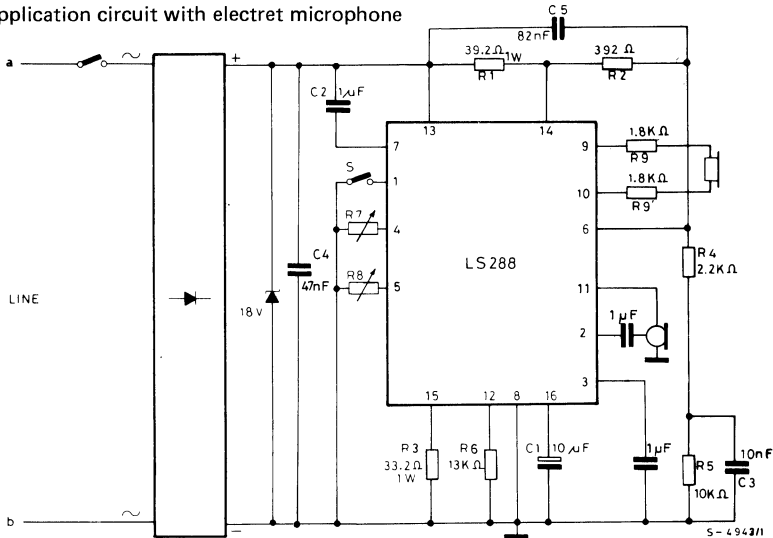 pplication circuit with electret microphone
C5
82nF
a
~
+
39.2Ω
1W
R1
392 Ω
R2
C2
1µF
13
14
7
9
1.8KΩ
R9
S
1
1.8KΩ
10
R9'
R7
4
6
C4
47nF
LS288
R4
2.2KΩ
R8
5
11
LINE
18V
1µF
2
3
15
12
8
16
R3
33.2Ω
1W
R6
13KΩ
C1
10 µF
1µF
R5
10KΩ
10nF
C3
b
~
–
S-4943/1